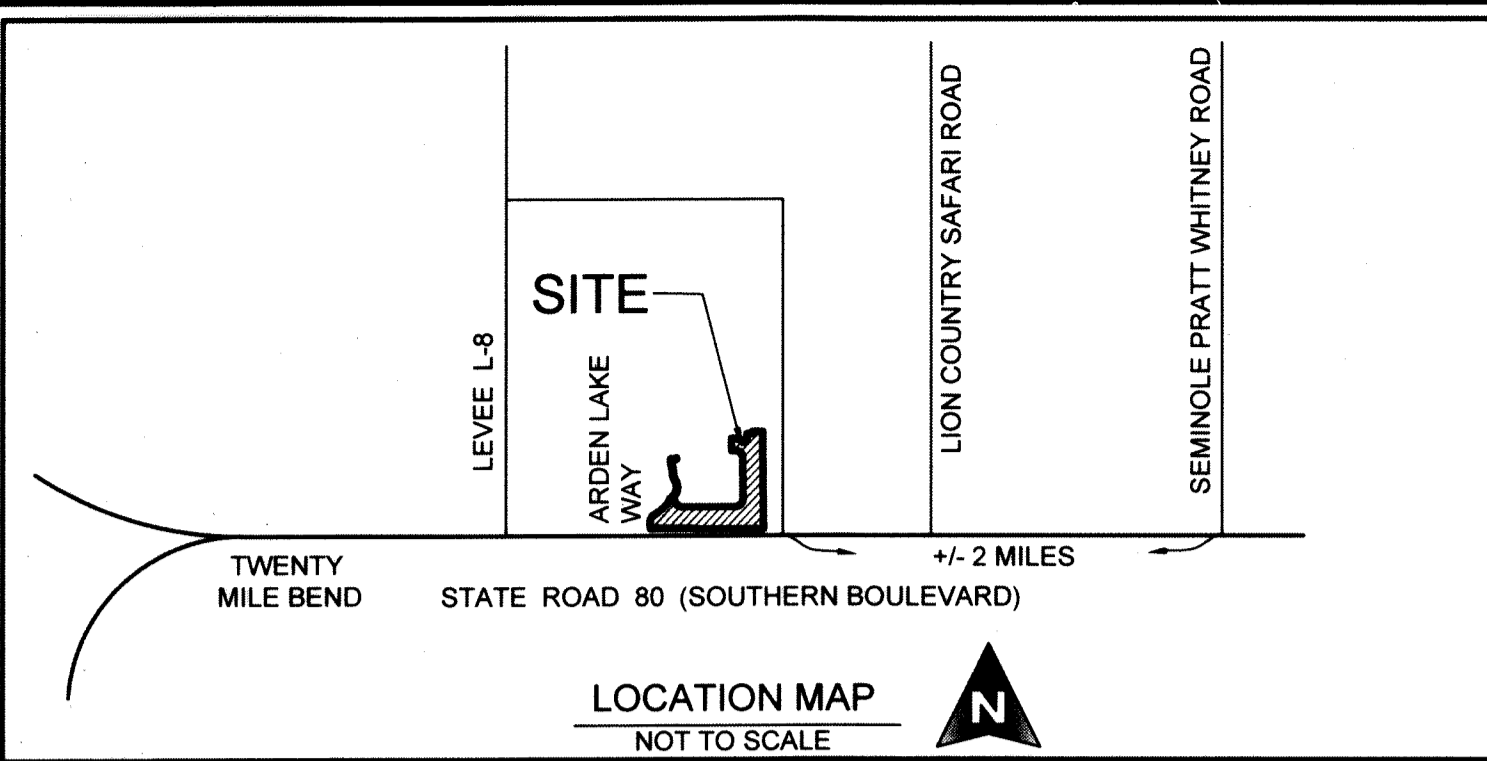 LION COUNTRY SAFARI ROAD
SEMINOLE PRATT WHITNEY ROAD
SITE
LEVEE L-8
ARDEN LAKE
WAY
TWENTY
MILE BEND
+/- 2 MILES
STATE ROAD 80 (SOUTHERN BOULEVARD)
LOCATION MAP
NOT TO SCALE
N